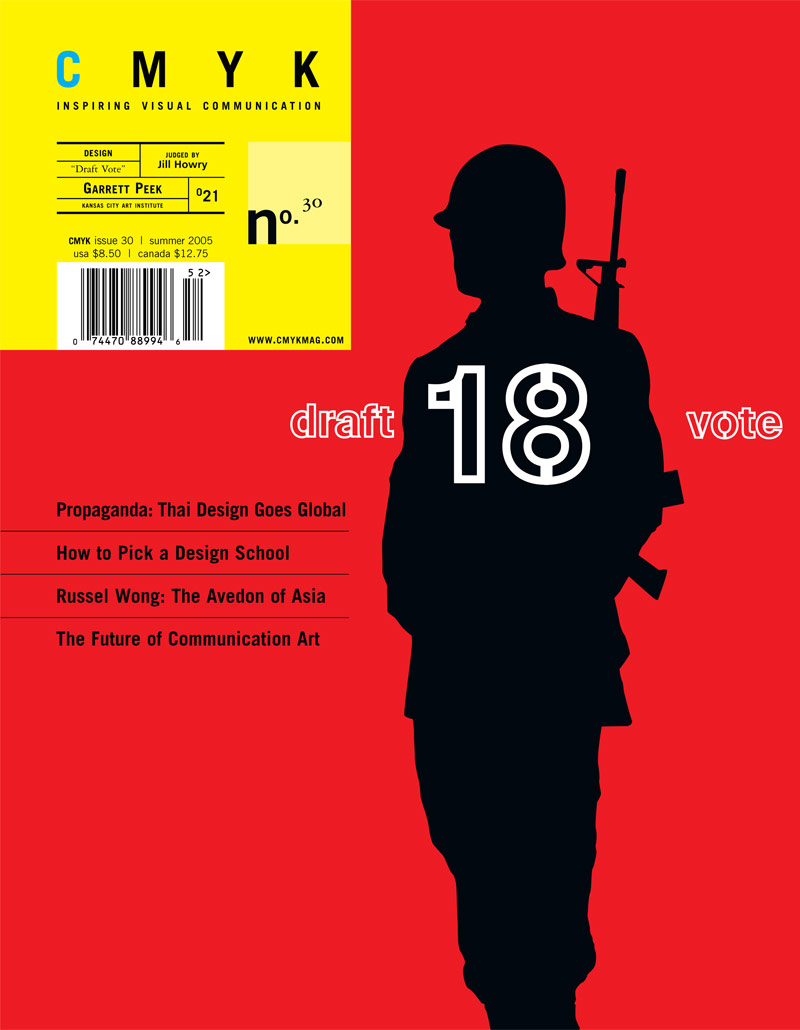 C M Y K
INSPIRING VISUAL COMMUNICATION
DESIGN
"Draft Vote"
JUDGED BY
Jill Howry
GARRETT PEEK
KANSAS CITY ART INSTITUTE
021
no. 30
CMYK issue 30 | summer 2005
usa $8.50 | canada $12.75
5 2>
0 74470 88994 6
WWW.CMYKMAG.COM
draft 18 vote
Propaganda: Thai Design Goes Global
How to Pick a Design School
Russel Wong: The Avedon of Asia
The Future of Communication Art